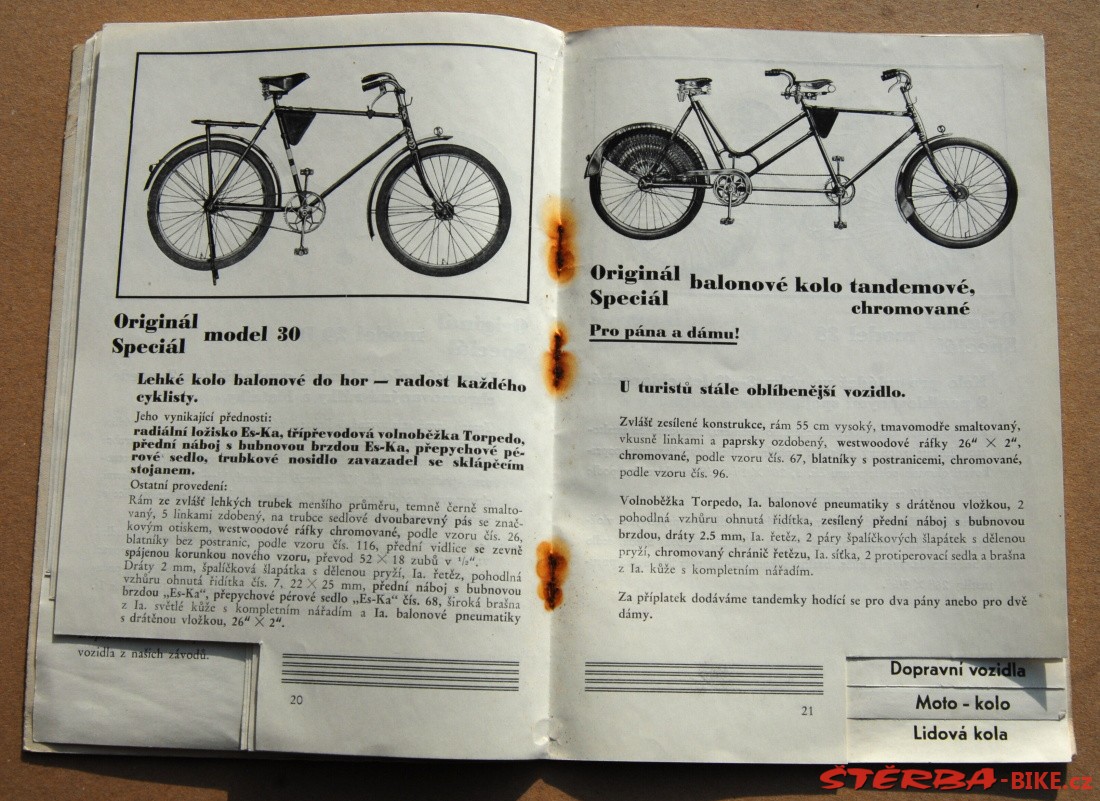 Originál
Speciál model 30
Lehké kolo balonové do hor — radost každého
cyklisty.
Jeho vynikající přednosti:
radiální ložisko Es-Ka, třípřevodová volnoběžka Torpedo,
přední náboj s bubnovou brzdou Es-Ka, přepychové pé-
rové sedlo, trubkové nosidlo zavazadel se sklápěcím
stojanem.
Ostatní provedení:
Rám ze zvlášť lehkých trubek menšího průměru, temně černě smalto-
vaný, 5 linkami zdobený, na trubce sedlové dvoubarevný pás se znač-
kovým otiskem, westwoodové ráfky chromované, podle vzoru čís. 26,
blatníky bez postranic, podle vzoru čís. 116, přední vidlice se zevně
spájenou korunkou nového vzoru, převod 52 × 18 zubů v ¹/₂".
Dráty 2 mm, špalíčková šlapátka s dělenou pryží, Ia. řetěz, pohodlná
vzhůru ohnutá řidítka čís. 7, 22 × 25 mm, přední náboj s bubnovou
brzdou „Es-Ka", přepychové pérové sedlo „Es-Ka" čís. 68, široká brašna
z Ia. světlé kůže s kompletním nářadím a Ia. balonové pneumatiky
s drátěnou vložkou, 26" × 2".
vozidla z našich závodů.
20
Originál
Speciál balonové kolo tandemové,
chromované
Pro pána a dámu!
U turistů stále oblíbenější vozidlo.
Zvlášť zesílené konstrukce, rám 55 cm vysoký, tmavomodře smaltovaný,
vkusně linkami a paprsky ozdobený, westwoodové ráfky 26" × 2",
chromované, podle vzoru čís. 67, blatníky s postranicemi, chromované,
podle vzoru čís. 96.
Volnoběžka Torpedo, Ia. balonové pneumatiky s drátěnou vložkou, 2
pohodlná vzhůru ohnutá řidítka, zesílený přední náboj s bubnovou
brzdou, dráty 2.5 mm, Ia. řetěz, 2 páry špalíčkových šlapátek s dělenou
pryží, chromovaný chránič řetězu, Ia. síťka, 2 protiperovací sedla a brašna
z Ia. kůže s kompletním nářadím.
Za příplatek dodáváme tandemky hodící se pro dva pány anebo pro dvě
dámy.
21
Dopravní vozidla
Moto - kolo
Lidová kola
ŠTĚRBA-BIKE.cz